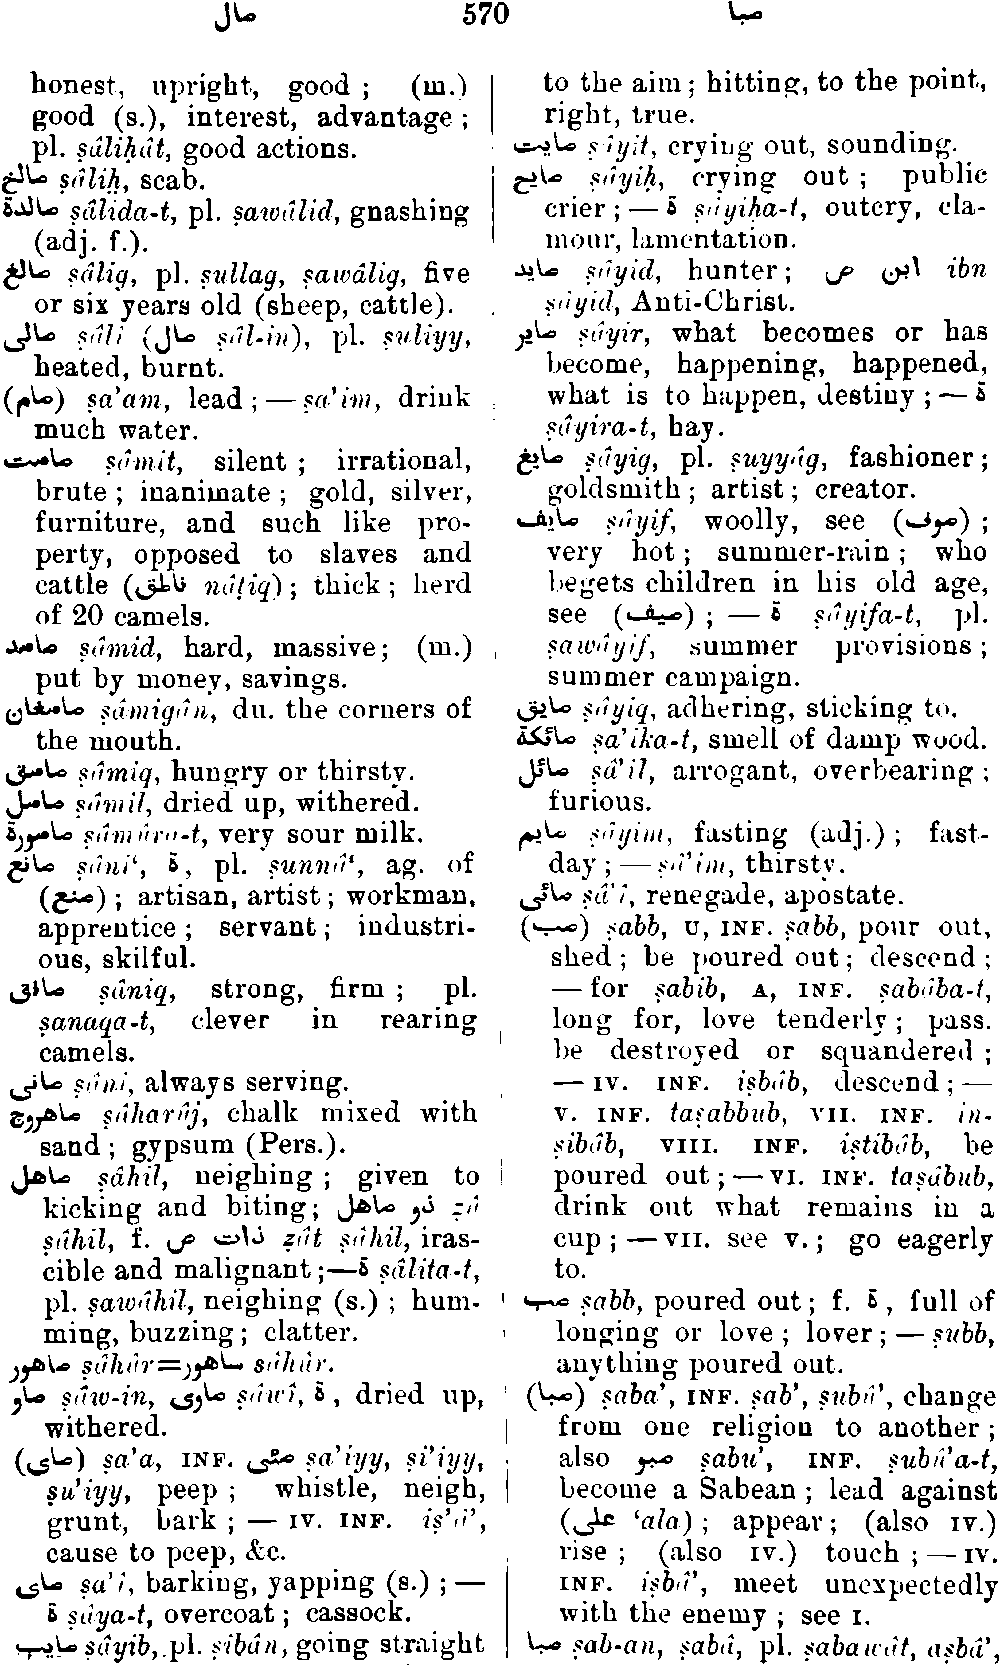 صال 570 صبا
honest, upright, good ; (m.)
good (s.), interest, advantage ;
pl. ṣâliḥât, good actions.
صالخ ṣâliḫ, scab.
صالدة ṣâlida-t, pl. ṣawâlid, gnashing
(adj. f.).
صالغ ṣâlig, pl. ṣullag, ṣawâlig, five
or six years old (sheep, cattle).
صالى ṣâlî (صال ṣâl-in), pl. ṣuliyy,
heated, burnt.
(صام) ṣa’am, lead ; — ṣa’im, drink
much water.
صامت ṣâmit, silent ; irrational,
brute ; inanimate ; gold, silver,
furniture, and such like pro-
perty, opposed to slaves and
cattle (ناطق nâṭiq) ; thick ; herd
of 20 camels.
صامد ṣâmid, hard, massive ; (m.)
put by money, savings.
صامغان ṣâmigân, du. the corners of
the mouth.
صامق ṣâmiq, hungry or thirsty.
صامل ṣâmil, dried up, withered.
صامورة ṣâmûra-t, very sour milk.
صانع ṣâni‘, ة, pl. ṣunnâ‘, ag. of
(صنع) ; artisan, artist ; workman,
apprentice ; servant ; industri-
ous, skilful.
صانق ṣâniq, strong, firm ; pl.
ṣanaqa-t, clever in rearing
camels.
صانى ṣâni, always serving.
صاهروج ṣâharûj, chalk mixed with
sand ; gypsum (Pers.).
صاهل ṣâhil, neighing ; given to
kicking and biting ; ذو صاهل ẓû
ṣâhil, f. ذات ص ẓât ṣâhil, iras-
cible and malignant ;—ة ṣâlita-t,
pl. ṣawâhil, neighing (s.) ; hum-
ming, buzzing ; clatter.
صاهور ṣâhûr=ساهور sâhûr.
صاو ṣâw-in, صاوى ṣâwî, ة, dried up,
withered.
(صاى) ṣa’a, INF. صئى ṣa’iyy, ṣi’iyy,
ṣu’iyy, peep ; whistle, neigh,
grunt, bark ; — IV. INF. iṣ’â’,
cause to peep, &c.
صاى ṣa’î, barking, yapping (s.) ; —
ة ṣâya-t, overcoat ; cassock.
صايب ṣâyib, pl. ṣibân, going straight
to the aim ; hitting, to the point,
right, true.
صايت ṣâyit, crying out, sounding.
صايح ṣâyiḥ, crying out ; public
crier ; — ة ṣâyiḥa-t, outcry, cla-
mour, lamentation.
صايد ṣâyid, hunter ; ابن ص ibn
ṣâyid, Anti-Christ.
صاير ṣâyir, what becomes or has
become, happening, happened,
what is to happen, destiny ; — ة
ṣâyira-t, hay.
صايغ ṣâyig, pl. ṣuyyâg, fashioner ;
goldsmith ; artist ; creator.
صايف ṣâyif, woolly, see (صوف) ;
very hot ; summer-rain ; who
begets children in his old age,
see (صيف) ; — ة ṣâyifa-t, pl.
ṣawâyif, summer provisions ;
summer campaign.
صايق ṣâyiq, adhering, sticking to.
صائكة ṣa’ika-t, smell of damp wood.
صائل ṣâ’il, arrogant, overbearing ;
furious.
صايم ṣâyim, fasting (adj.) ; fast-
day ; — ṣâ’im, thirsty.
صائى ṣâ’î, renegade, apostate.
(صب) ṣabb, U, INF. ṣabb, pour out,
shed ; be poured out ; descend ;
— for ṣabib, A, INF. ṣabâba-t,
long for, love tenderly ; pass.
be destroyed or squandered ;
— IV. INF. iṣbâb, descend ; —
V. INF. taṣabbub, VII. INF. in-
ṣibâb, VIII. INF. iṣtibâb, be
poured out ; — VI. INF. taṣâbub,
drink out what remains in a
cup ; — VII. see V. ; go eagerly
to.
صب ṣabb, poured out ; f. ة, full of
longing or love ; lover ; — ṣubb,
anything poured out.
(صبا) ṣaba’, INF. ṣab’, ṣubû’, change
from one religion to another ;
also صبو ṣabu’, INF. ṣubû’a-t,
become a Sabean ; lead against
(على ‘ala) ; appear ; (also IV.)
rise ; (also IV.) touch ; — IV.
INF. iṣbâ’, meet unexpectedly
with the enemy ; see I.
صبا ṣab-an, ṣabâ, pl. ṣabawât, aṣbâ’,